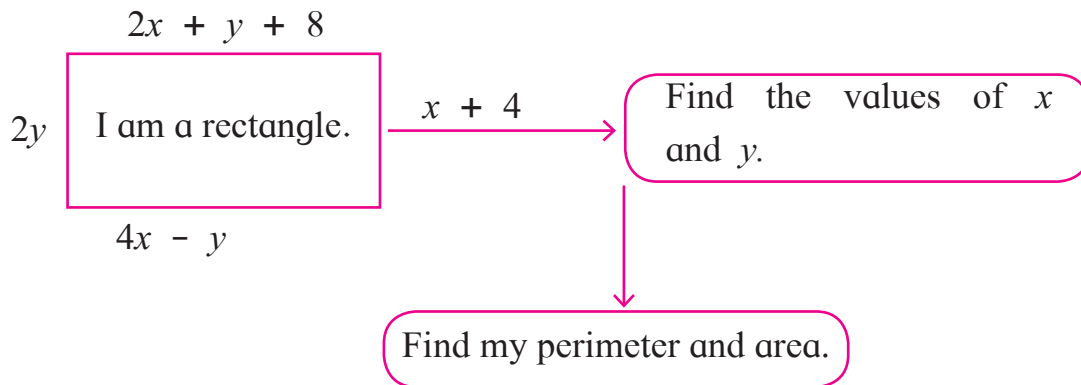 2x + y + 8
2y
I am a rectangle.
x + 4
4x − y
Find the values of x
and y.
Find my perimeter and area.